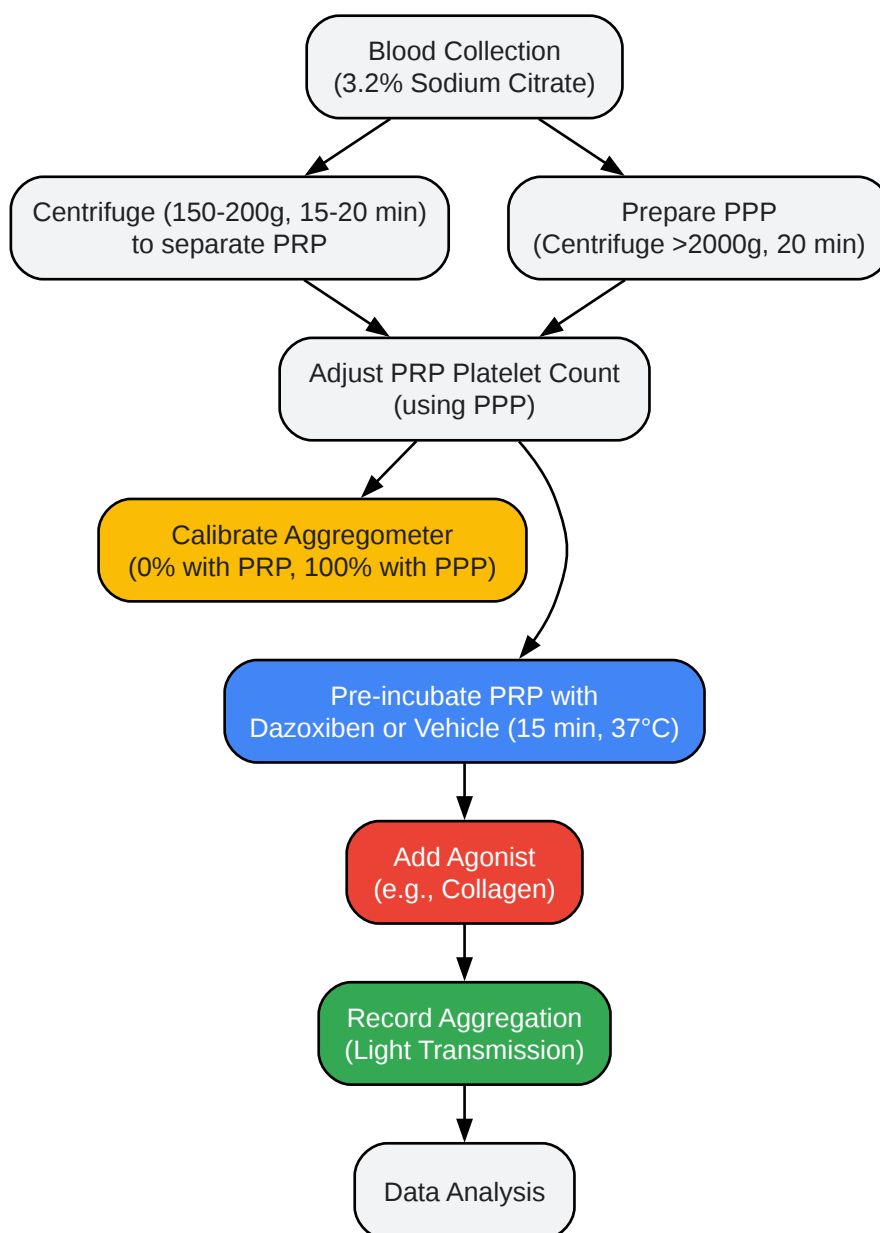 Blood Collection
(3.2% Sodium Citrate)
Centrifuge (150-200g, 15-20 min)
to separate PRP
Prepare PPP
(Centrifuge >2000g, 20 min)
Adjust PRP Platelet Count
(using PPP)
Calibrate Aggregometer
(0% with PRP, 100% with PPP)
Pre-incubate PRP with
Dazoxiben or Vehicle (15 min, 37°C)
Add Agonist
(e.g., Collagen)
Record Aggregation
(Light Transmission)
Data Analysis